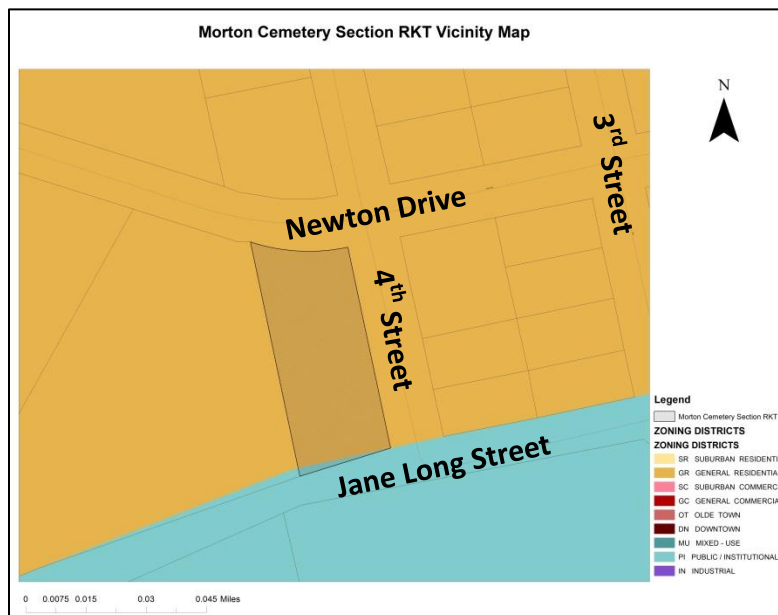 Morton Cemetery Section RKT Vicinity Map
N
3rd Street
Newton Drive
4th Street
Jane Long Street
Legend
Morton Cemetery Section RKT
ZONING DISTRICTS
ZONING DISTRICTS
SR SUBURBAN RESIDENTI
GR GENERAL RESIDENTIA
SC SUBURBAN COMMERC
GC GENERAL COMMERCIA
OT OLDE TOWN
DN DOWNTOWN
MU MIXED - USE
PI PUBLIC / INSTITUTIONAL
IN INDUSTRIAL
0 0.0075 0.015 0.03 0.045 Miles